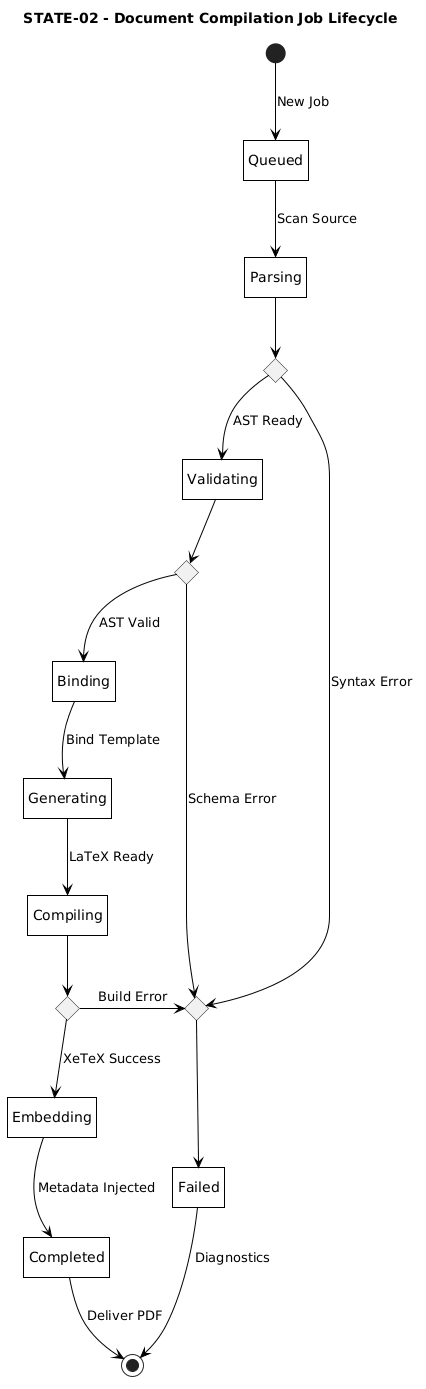 STATE-02 - Document Compilation Job Lifecycle
New Job
Queued
Scan Source
Parsing
AST Ready
Validating
AST Valid
Binding
Syntax Error
Bind Template
Generating
Schema Error
LaTeX Ready
Compiling
Build Error
XeTeX Success
Embedding
Metadata Injected
Failed
Completed
Diagnostics
Deliver PDF